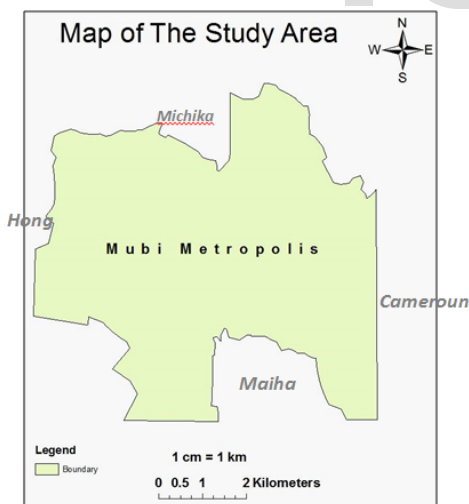 Map of The Study Area
N
W E
S
Michika
Hong
Mubi Metropolis
Cameroun
Maiha
Legend
Boundary
1 cm = 1 km
0 0.5 1 2 Kilometers